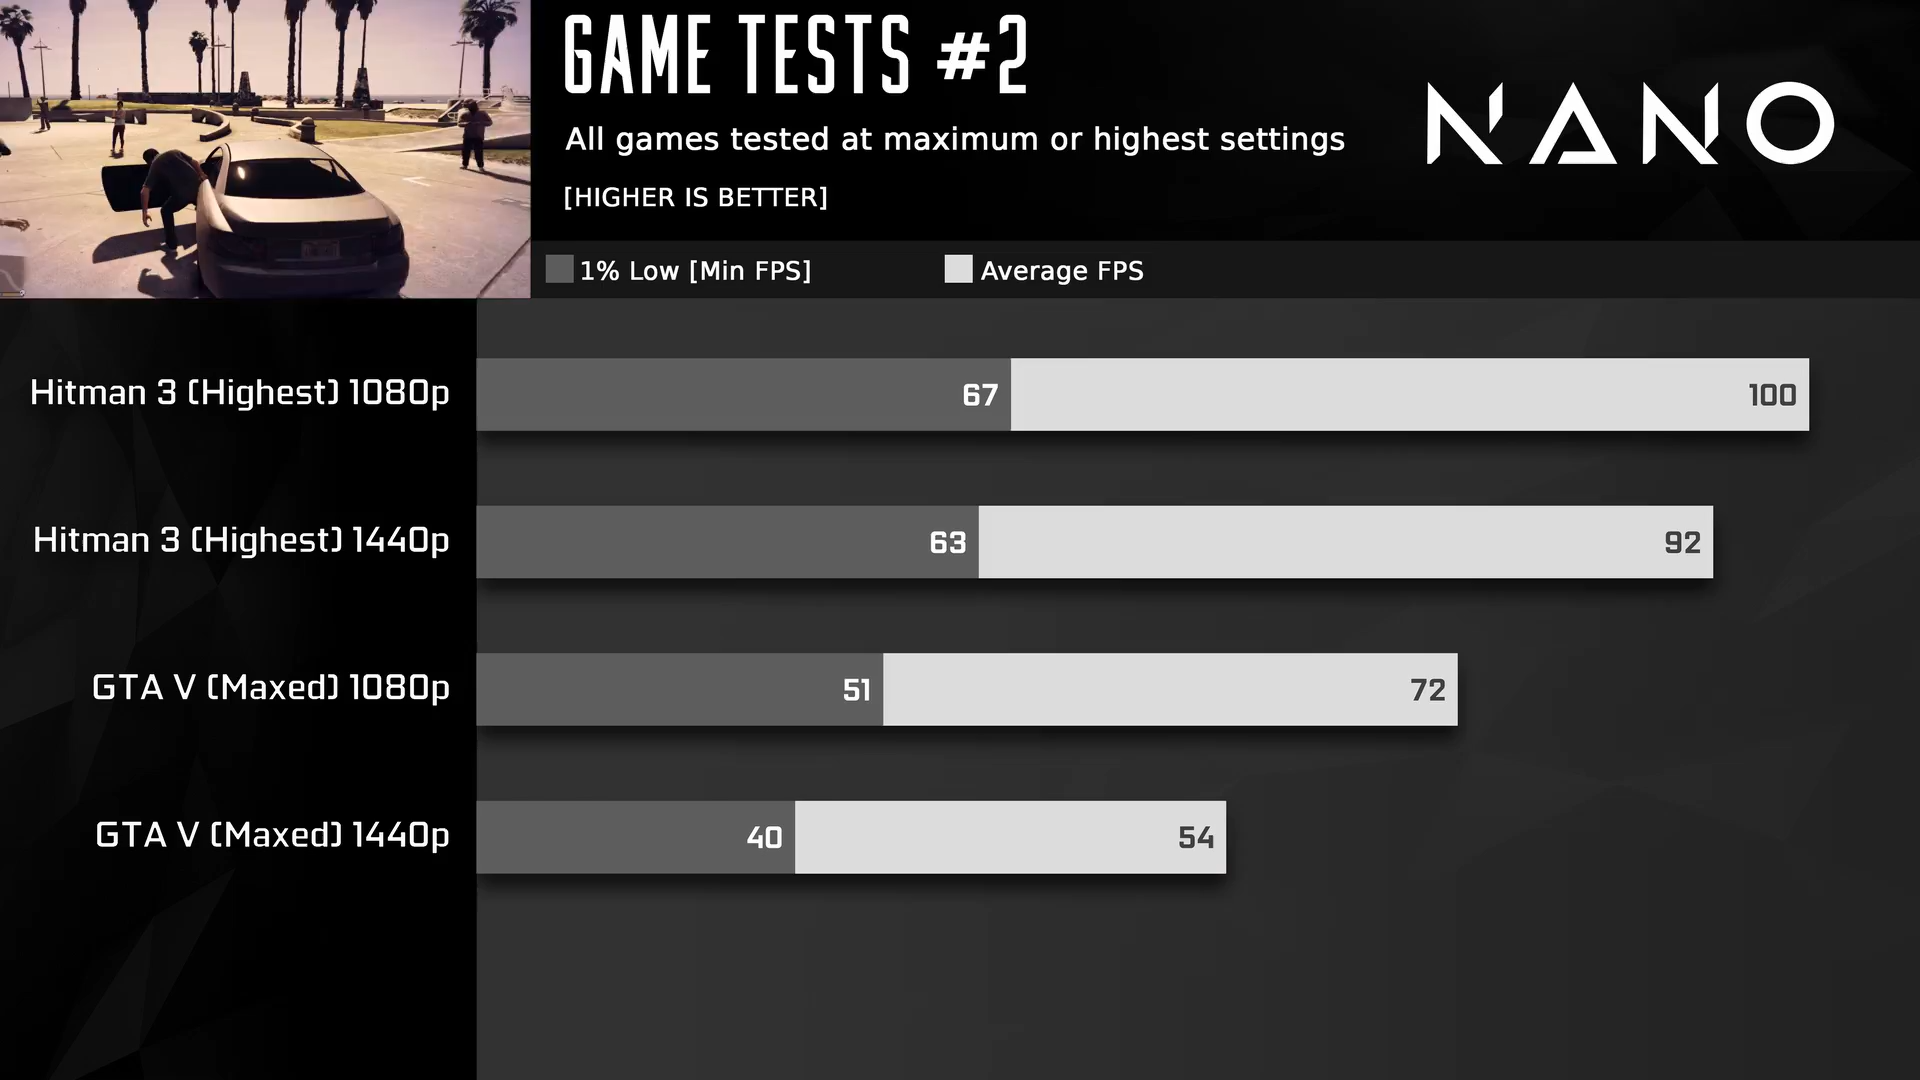 GAME TESTS #2
All games tested at maximum or highest settings
[HIGHER IS BETTER]
NANO
1% Low [Min FPS]
Average FPS
Hitman 3 (Highest) 1080p
67
100
Hitman 3 (Highest) 1440p
63
92
GTA V (Maxed) 1080p
51
72
GTA V (Maxed) 1440p
40
54